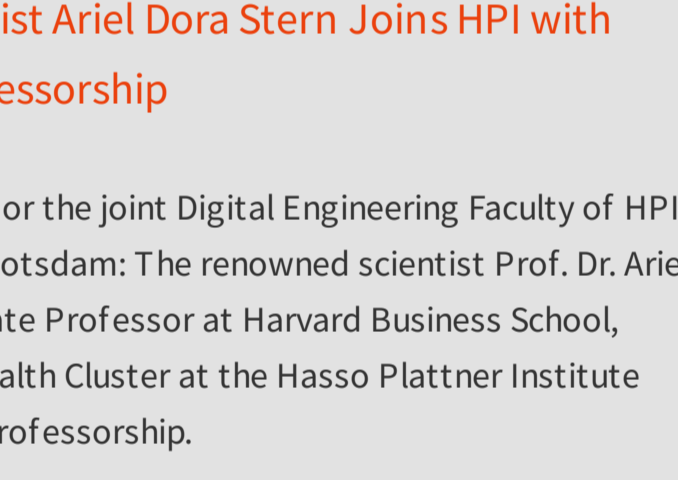 ist Ariel Dora Stern Joins HPI with
essorship
or the joint Digital Engineering Faculty of HPI
otsdam: The renowned scientist Prof. Dr. Arie
te Professor at Harvard Business School,
alth Cluster at the Hasso Plattner Institute
rofessorship.